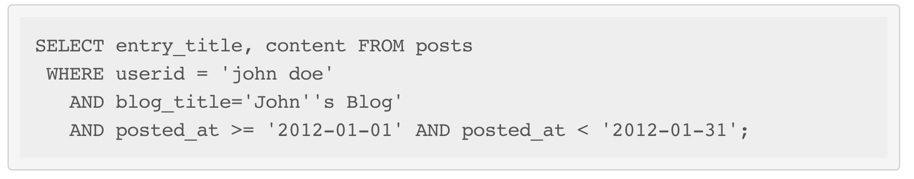 SELECT entry_title, content FROM posts
WHERE userid = 'john doe'
AND blog_title='John''s Blog'
AND posted_at >= '2012-01-01' AND posted_at < '2012-01-31';